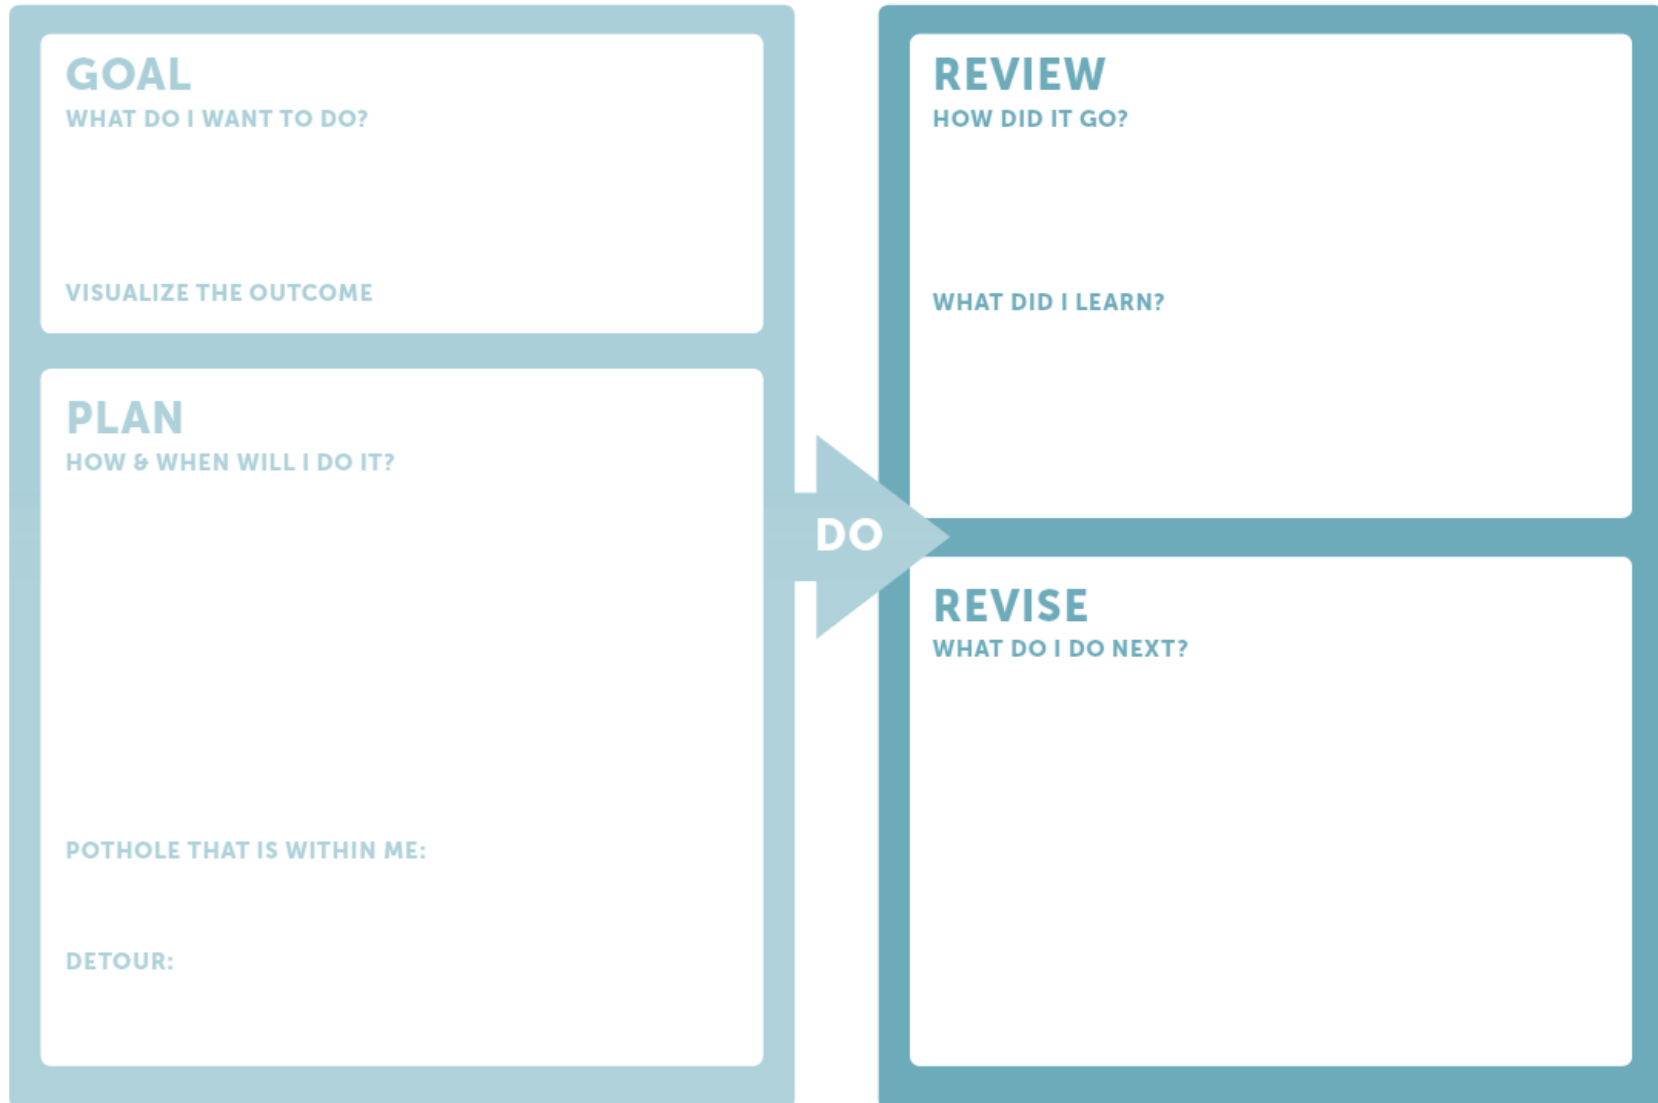 GOAL
WHAT DO I WANT TO DO?
VISUALIZE THE OUTCOME
PLAN
HOW & WHEN WILL I DO IT?
POTHOLE THAT IS WITHIN ME:
DETOUR:
DO
REVIEW
HOW DID IT GO?
WHAT DID I LEARN?
REVISE
WHAT DO I DO NEXT?